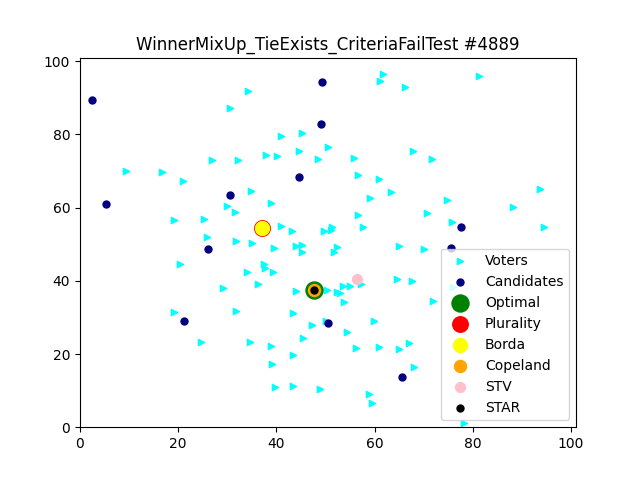 WinnerMixUp_TieExists_CriteriaFailTest #4889
100
80
60
40
20
0
0 20 40 60 80 100
Voters
Candidates
Optimal
Plurality
Borda
Copeland
STV
STAR